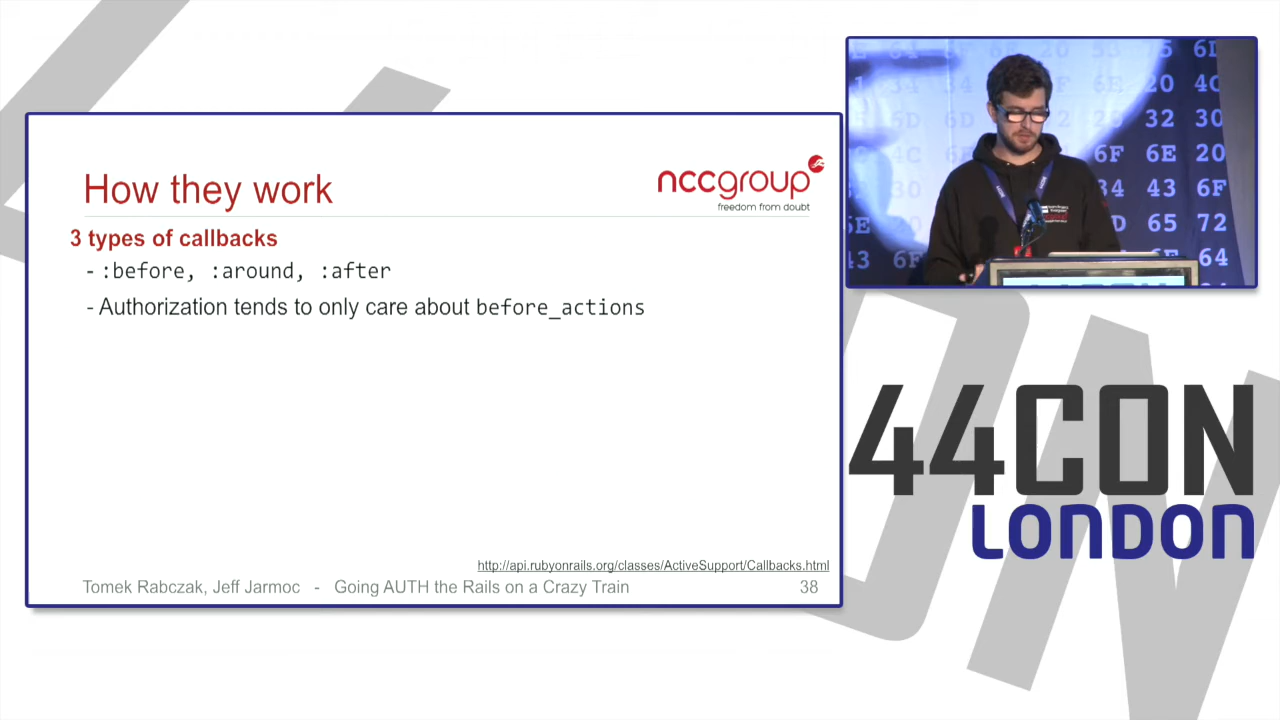 How they work
nccgroup
freedom from doubt
3 types of callbacks
- :before, :around, :after
- Authorization tends to only care about before_actions
http://api.rubyonrails.org/classes/ActiveSupport/Callbacks.html
Tomek Rabczak, Jeff Jarmoc - Going AUTH the Rails on a Crazy Train 38
44CON
LONDON